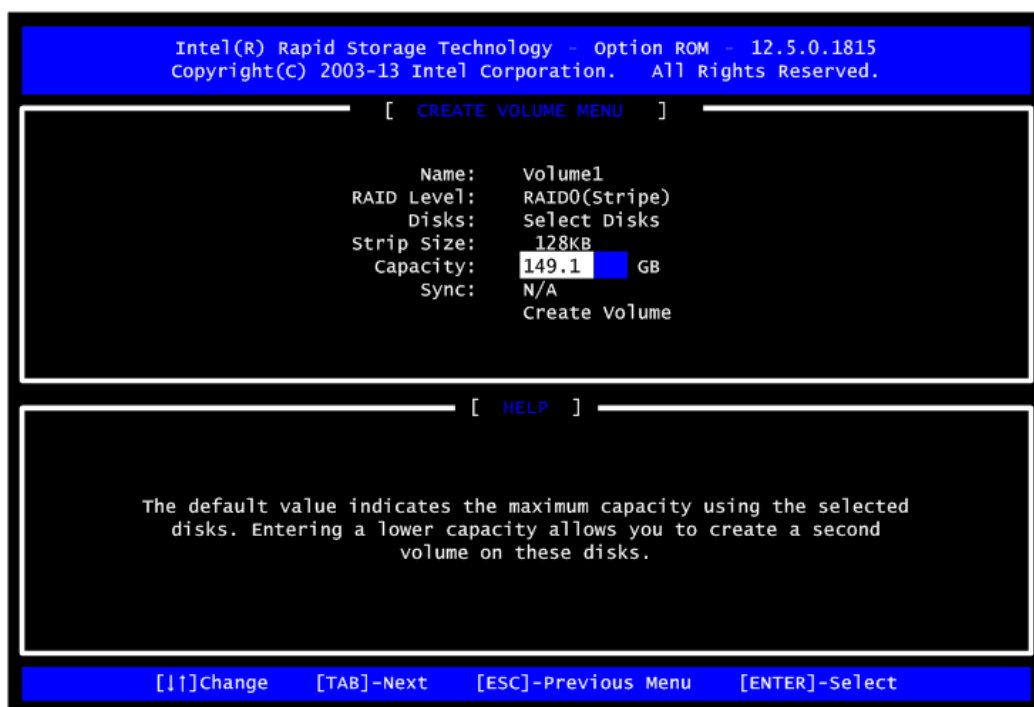 Intel(R) Rapid Storage Technology - Option ROM - 12.5.0.1815
Copyright(C) 2003-13 Intel Corporation. All Rights Reserved.
[ CREATE VOLUME MENU ]
Name: Volume1
RAID Level: RAID0(Stripe)
Disks: Select Disks
Strip Size: 128KB
Capacity: 149.1 GB
Sync: N/A
Create Volume
[ HELP ]
The default value indicates the maximum capacity using the selected
disks. Entering a lower capacity allows you to create a second
volume on these disks.
[↓↑]Change [TAB]-Next [ESC]-Previous Menu [ENTER]-Select